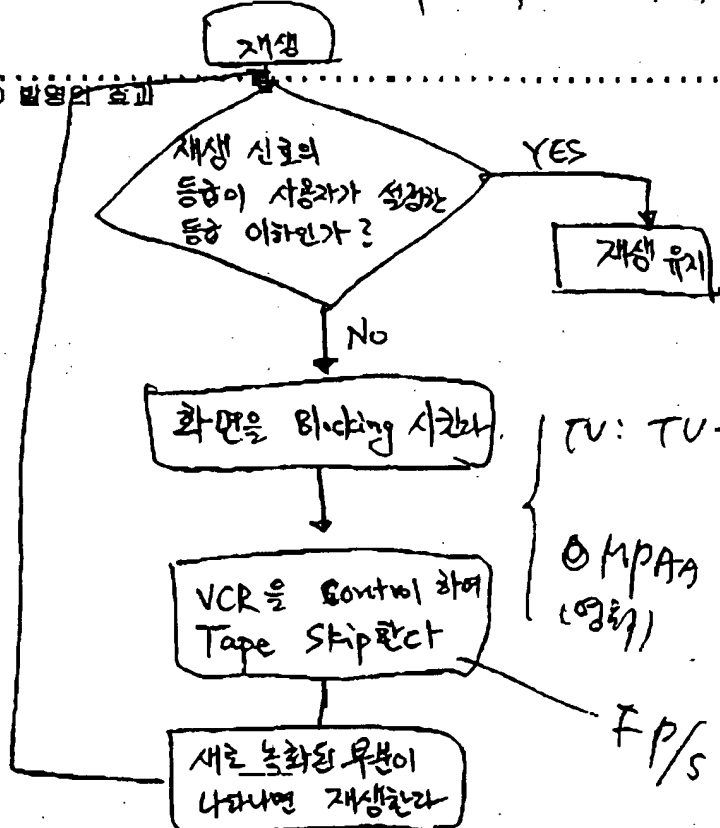 재생
발명의 효과
재생 신호의
등급이 사용자가 설정한
등급 이하인가?
YES
재생 유지
NO
화면을 Blocking 시킨다.
TV: TV-
MPAA
(영화)
VCR을 Control 하여
Tape Skip한다
F P/S
새로 녹화된 부분이
나타나면 재생한다